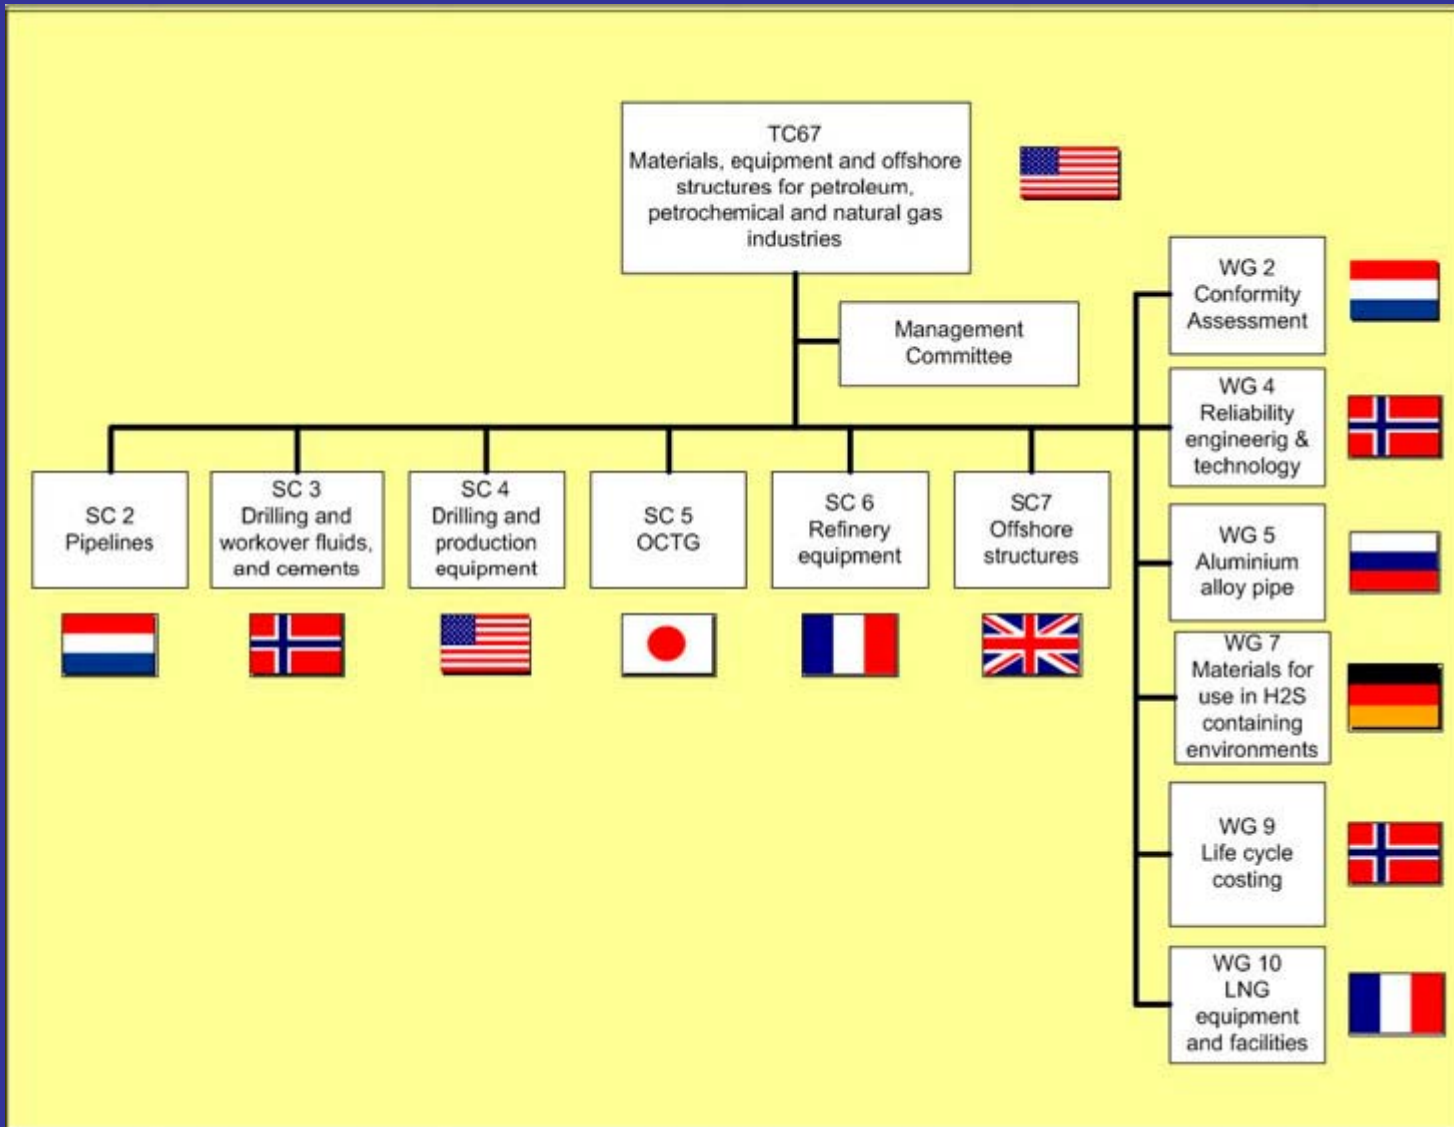 TC67
Materials, equipment and offshore
structures for petroleum,
petrochemical and natural gas
industries
Management
Committee
SC 2
Pipelines
SC 3
Drilling and
workover fluids,
and cements
SC 4
Drilling and
production
equipment
SC 5
OCTG
SC 6
Refinery
equipment
SC7
Offshore
structures
WG 2
Conformity
Assessment
WG 4
Reliability
engineerig &
technology
WG 5
Aluminium
alloy pipe
WG 7
Materials for
use in H2S
containing
environments
WG 9
Life cycle
costing
WG 10
LNG
equipment
and facilities